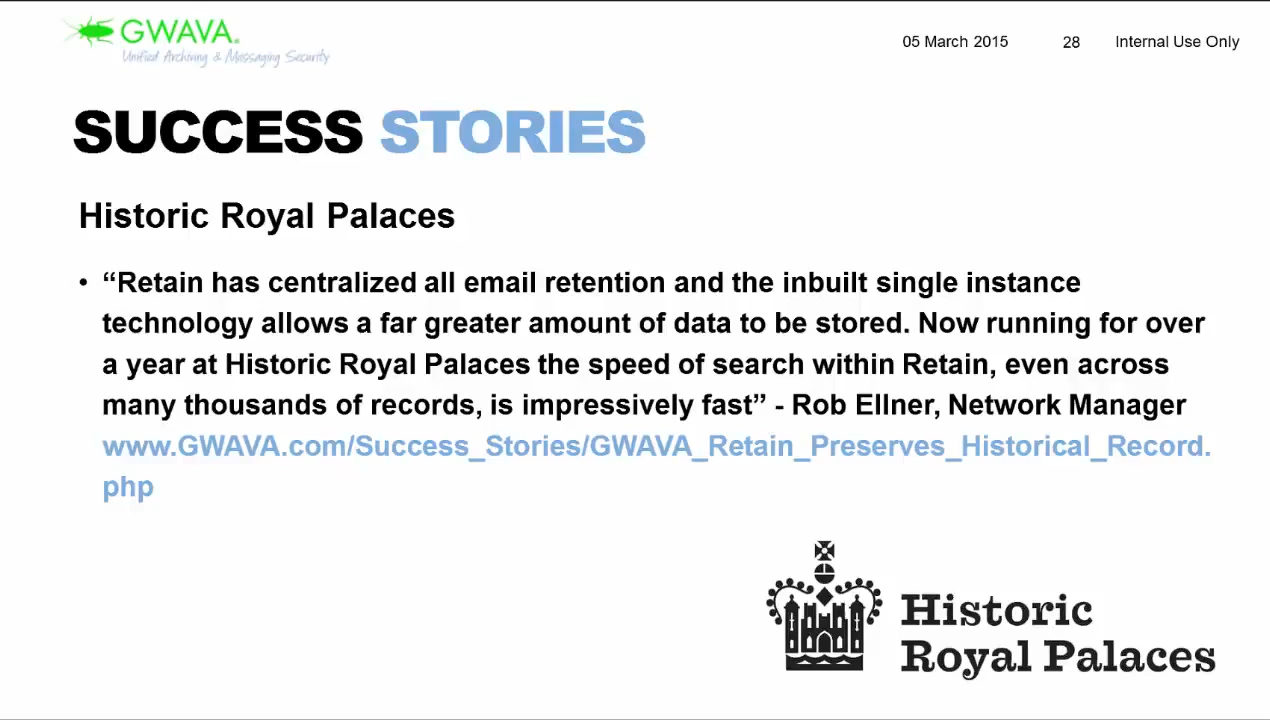 GWAVA.
Unified Archiving & Messaging Security
05 March 2015 28 Internal Use Only
SUCCESS STORIES
Historic Royal Palaces
• “Retain has centralized all email retention and the inbuilt single instance
technology allows a far greater amount of data to be stored. Now running for over
a year at Historic Royal Palaces the speed of search within Retain, even across
many thousands of records, is impressively fast” - Rob Ellner, Network Manager
www.GWAVA.com/Success_Stories/GWAVA_Retain_Preserves_Historical_Record.
php
Historic
Royal Palaces